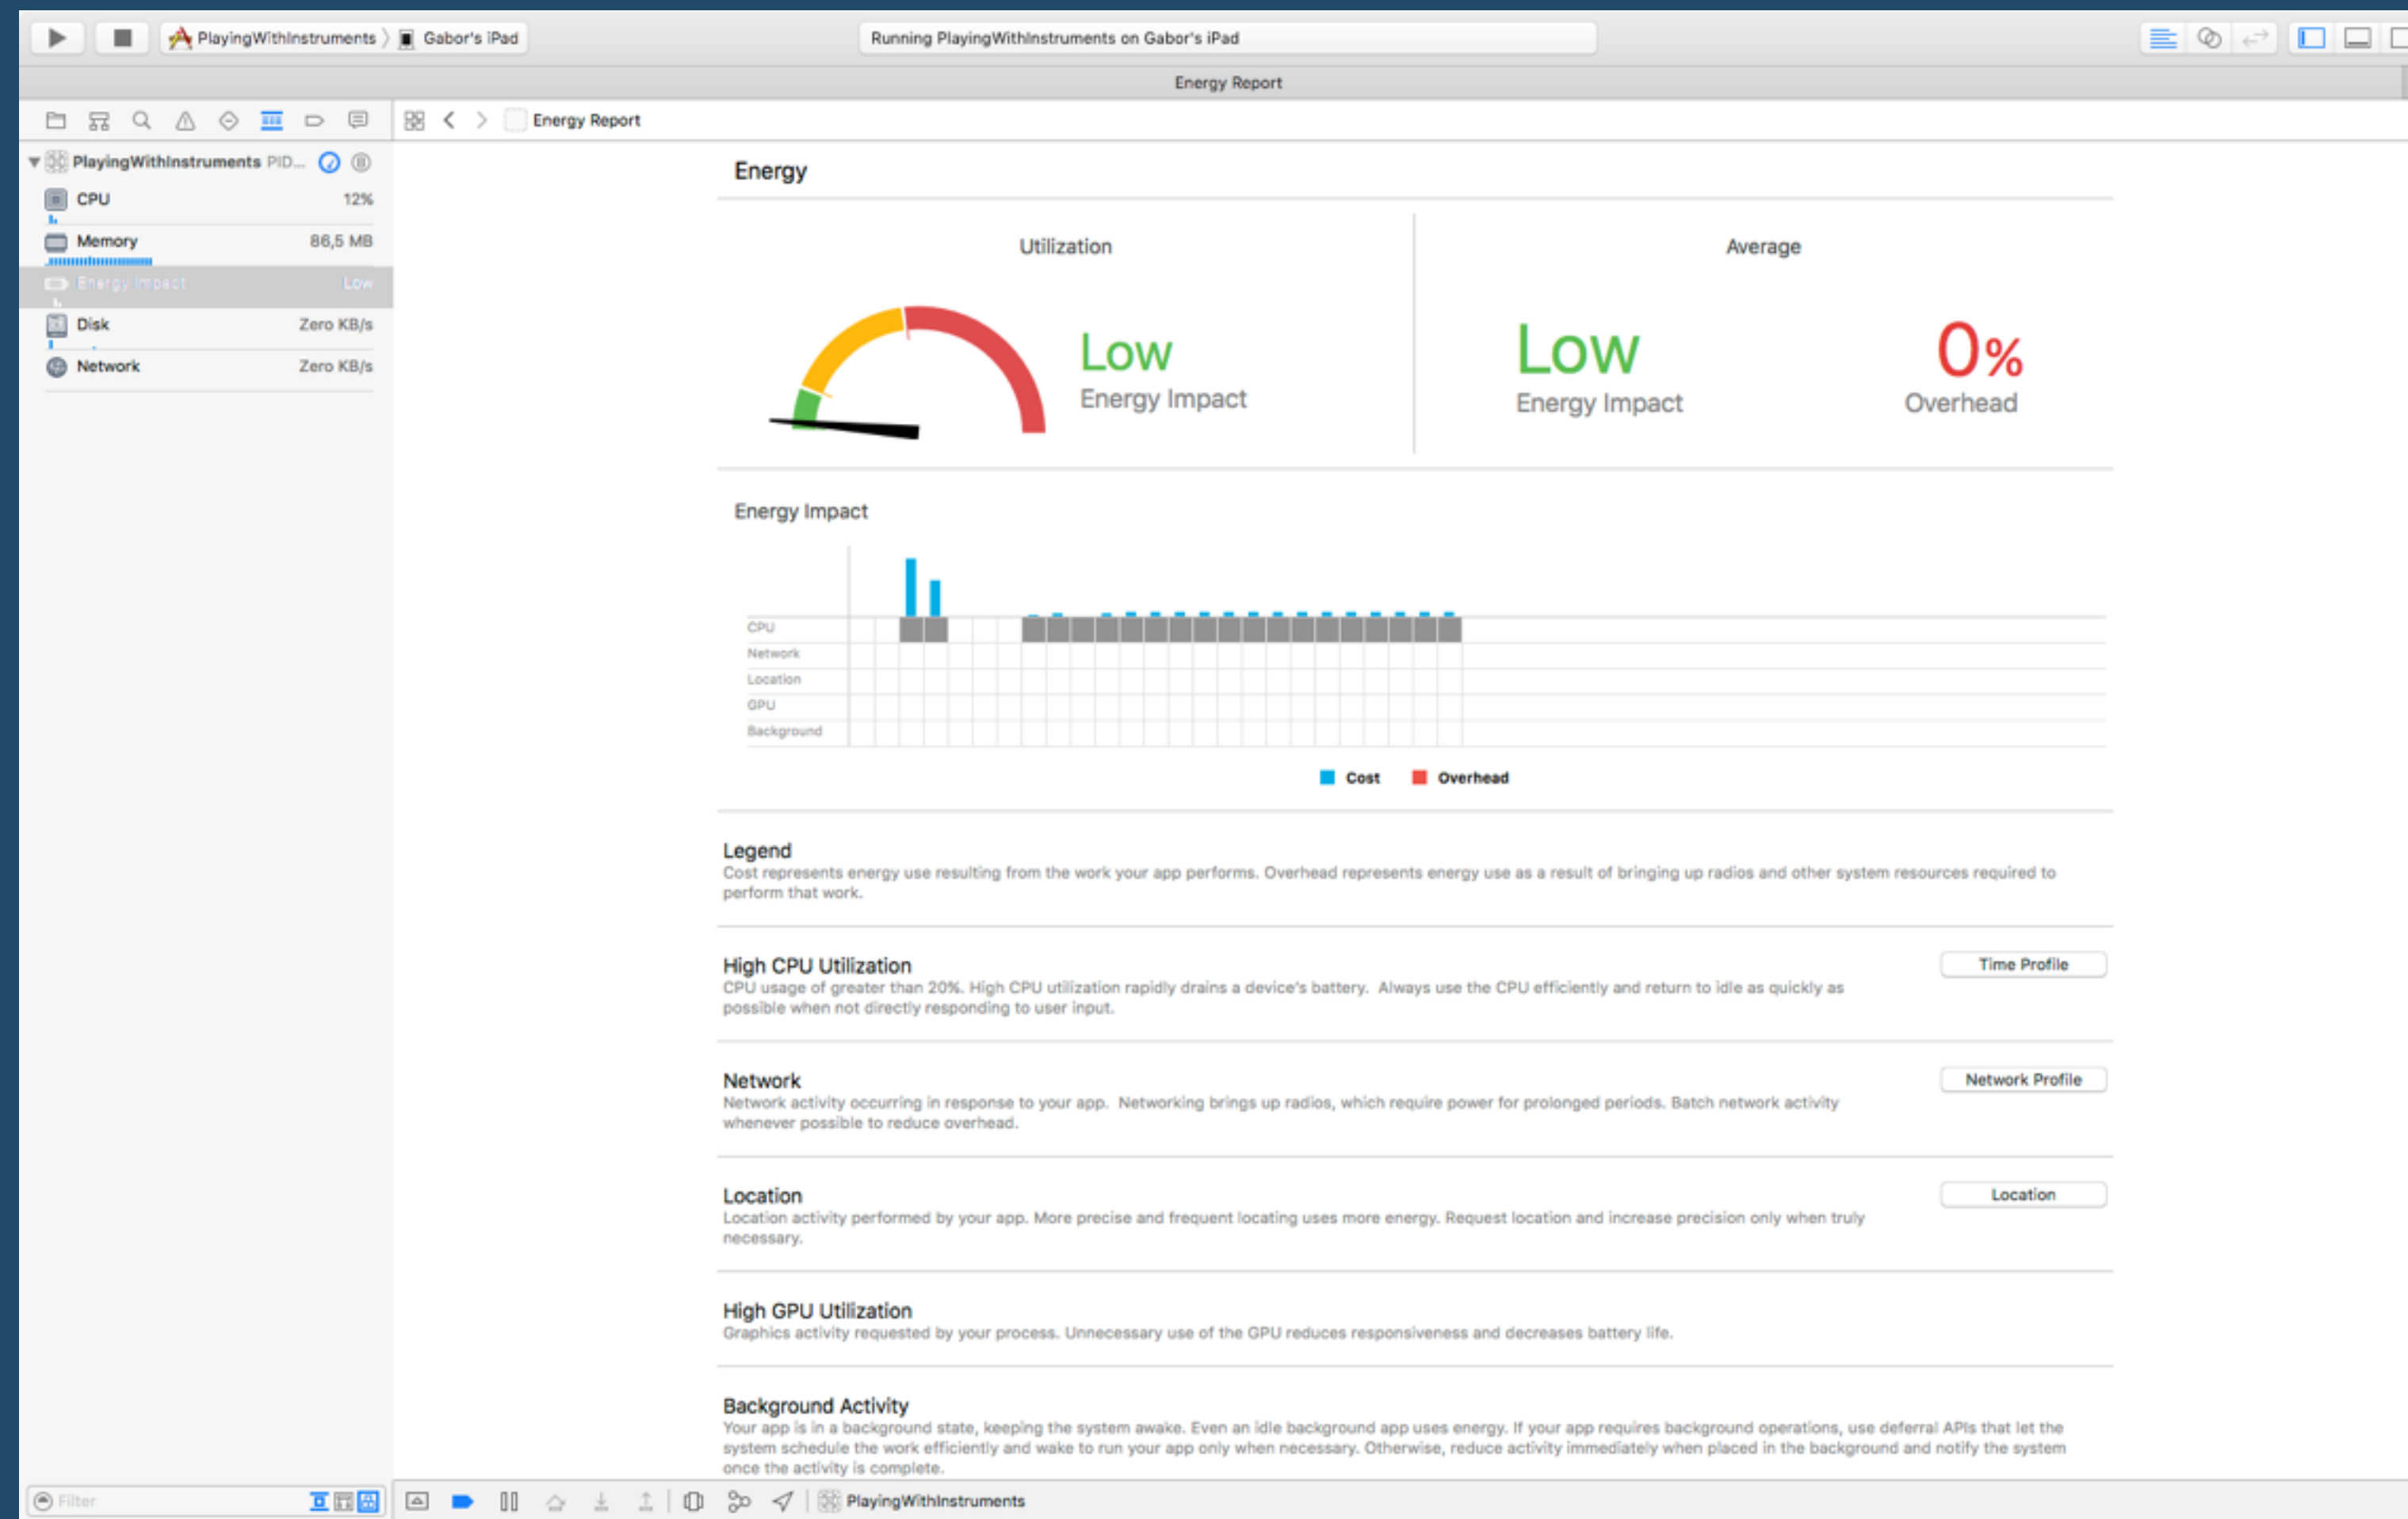 PlayingWithInstruments Gabor's iPad
Running PlayingWithInstruments on Gabor's iPad
Energy Report
Energy Report
PlayingWithInstruments PID...
CPU 12%
Memory 86,5 MB
Energy Impact Low
Disk Zero KB/s
Network Zero KB/s
Energy
Utilization
Low
Energy Impact
Average
Low
Energy Impact
0%
Overhead
Energy Impact
CPU
Network
Location
GPU
Background
Cost Overhead
Legend
Cost represents energy use resulting from the work your app performs. Overhead represents energy use as a result of bringing up radios and other system resources required to
perform that work.
High CPU Utilization
Time Profile
CPU usage of greater than 20%. High CPU utilization rapidly drains a device's battery. Always use the CPU efficiently and return to idle as quickly as
possible when not directly responding to user input.
Network
Network Profile
Network activity occurring in response to your app. Networking brings up radios, which require power for prolonged periods. Batch network activity
whenever possible to reduce overhead.
Location
Location
Location activity performed by your app. More precise and frequent locating uses more energy. Request location and increase precision only when truly
necessary.
High GPU Utilization
Graphics activity requested by your process. Unnecessary use of the GPU reduces responsiveness and decreases battery life.
Background Activity
Your app is in a background state, keeping the system awake. Even an idle background app uses energy. If your app requires background operations, use deferral APIs that let the
system schedule the work efficiently and wake to run your app only when necessary. Otherwise, reduce activity immediately when placed in the background and notify the system
once the activity is complete.
Filter
PlayingWithInstruments